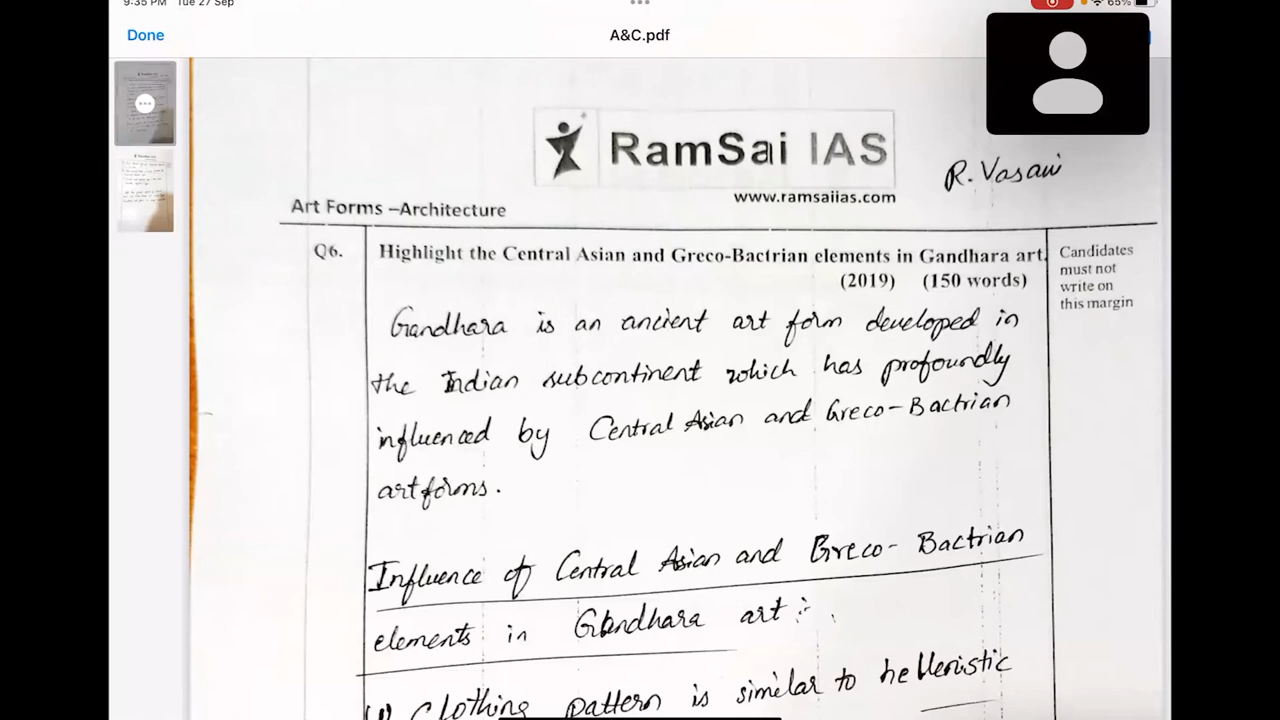 9:35 PM Tue 27 Sep
65%
Done
A&C.pdf
RamSai IAS
www.ramsaiias.com
R. Vasavi
Art Forms –Architecture
Q6. Highlight the Central Asian and Greco-Bactrian elements in Gandhara art.
(2019) (150 words)
Candidates
must not
write on
this margin
Gandhara is an ancient art form developed in
the Indian subcontinent which has profoundly
influenced by Central Asian and Greco-Bactrian
artforms.
Influence of Central Asian and Greco-Bactrian
elements in Gandhara art :-
(1) Clothing pattern is similar to hellenistic